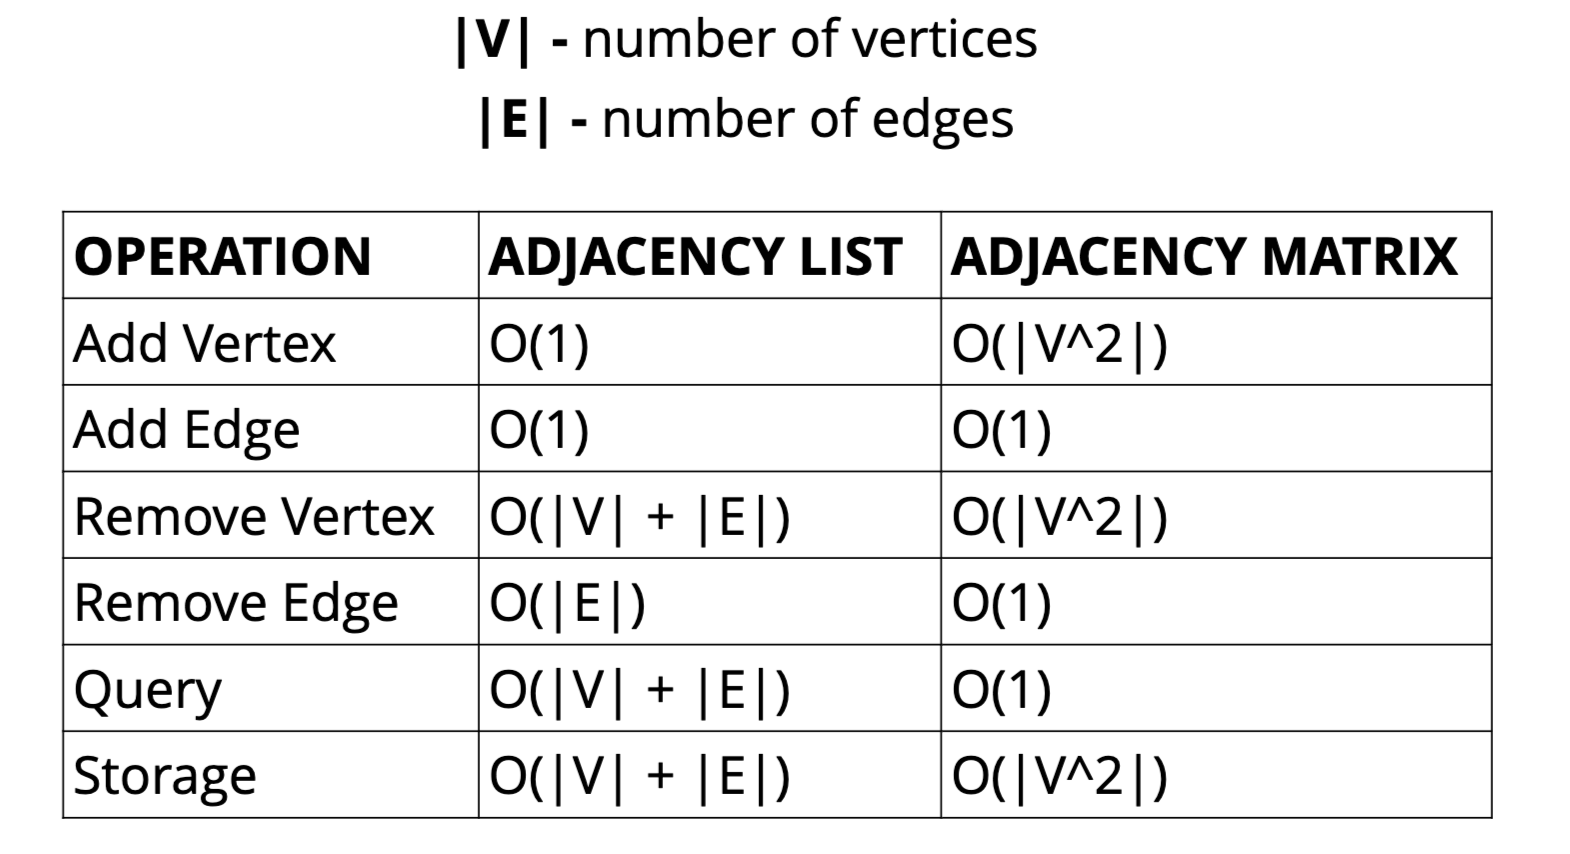 |V| - number of vertices
|E| - number of edges
OPERATION ADJACENCY LIST ADJACENCY MATRIX
Add Vertex O(1) O(|V^2|)
Add Edge O(1) O(1)
Remove Vertex O(|V| + |E|) O(|V^2|)
Remove Edge O(|E|) O(1)
Query O(|V| + |E|) O(1)
Storage O(|V| + |E|) O(|V^2|)